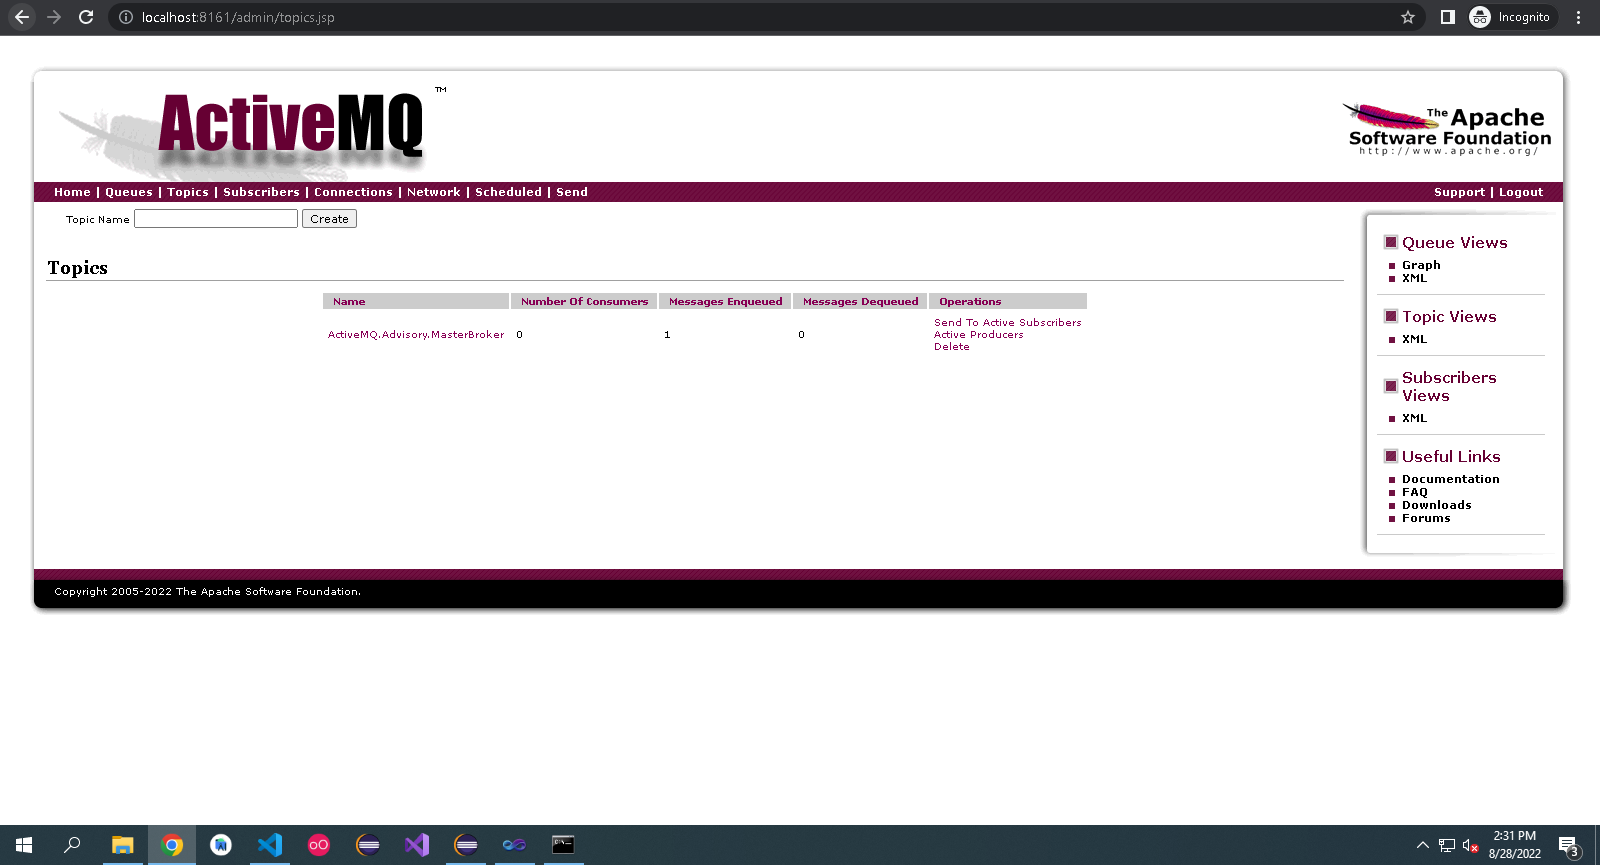 localhost:8161/admin/topics.jsp
Incognito
ActiveMQ ™
The Apache
Software Foundation
http://www.apache.org/
Home | Queues | Topics | Subscribers | Connections | Network | Scheduled | Send
Support | Logout
Topic Name
Create
Topics
Name Number Of Consumers Messages Enqueued Messages Dequeued Operations
ActiveMQ.Advisory.MasterBroker 0 1 0
Send To Active Subscribers
Active Producers
Delete
Queue Views
Graph
XML
Topic Views
XML
Subscribers
Views
XML
Useful Links
Documentation
FAQ
Downloads
Forums
Copyright 2005-2022 The Apache Software Foundation.
2:31 PM
8/28/2022
3